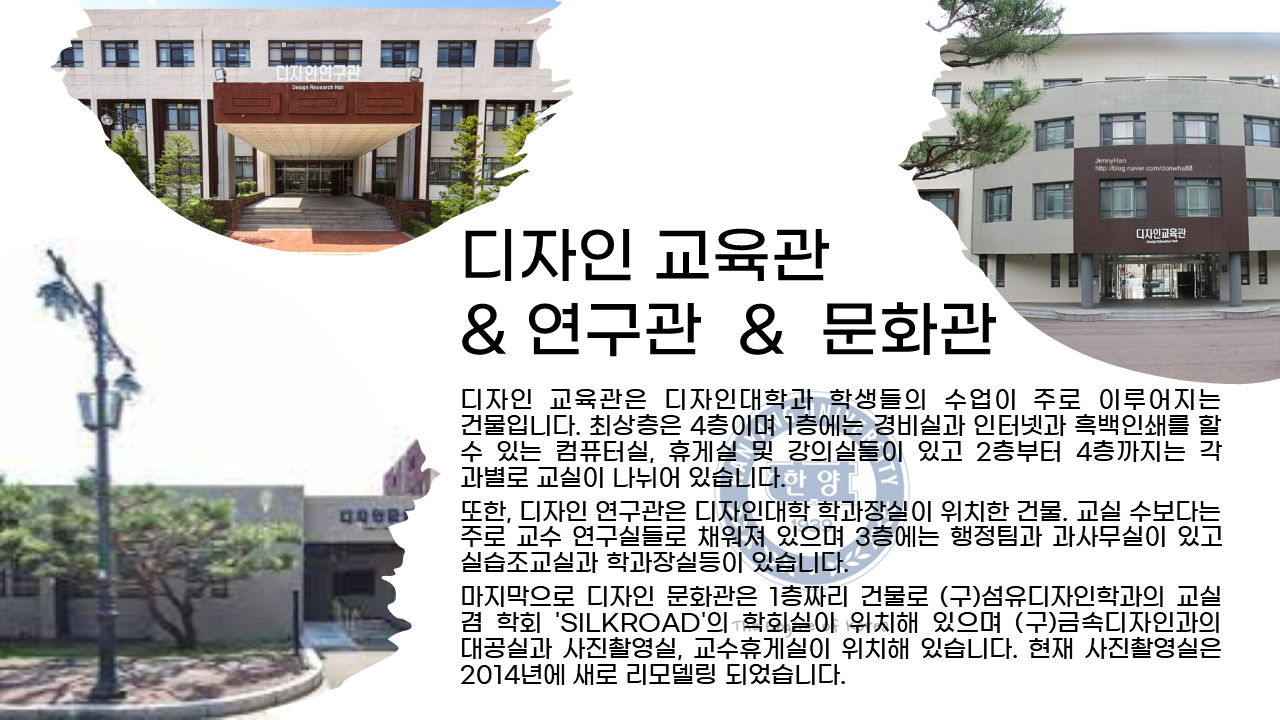 디자인연구관
Design Research Hall
JennyHan
http://blog.naver.com/donwha88
디자인교육관
Design Education Hall
디자인 교육관
& 연구관 & 문화관
디자인 교육관은 디자인대학과 학생들의 수업이 주로 이루어지는
건물입니다. 최상층은 4층이며 1층에는 경비실과 인터넷과 흑백인쇄를 할
수 있는 컴퓨터실, 휴게실 및 강의실들이 있고 2층부터 4층까지는 각
과별로 교실이 나뉘어 있습니다.
또한, 디자인 연구관은 디자인대학 학과장실이 위치한 건물. 교실 수보다는
주로 교수 연구실들로 채워져 있으며 3층에는 행정팀과 과사무실이 있고
실습조교실과 학과장실등이 있습니다.
마지막으로 디자인 문화관은 1층짜리 건물로 (구)섬유디자인학과의 교실
겸 학회 'SILKROAD'의 학회실이 위치해 있으며 (구)금속디자인과의
대공실과 사진촬영실, 교수휴게실이 위치해 있습니다. 현재 사진촬영실은
2014년에 새로 리모델링 되었습니다.
한양
1939